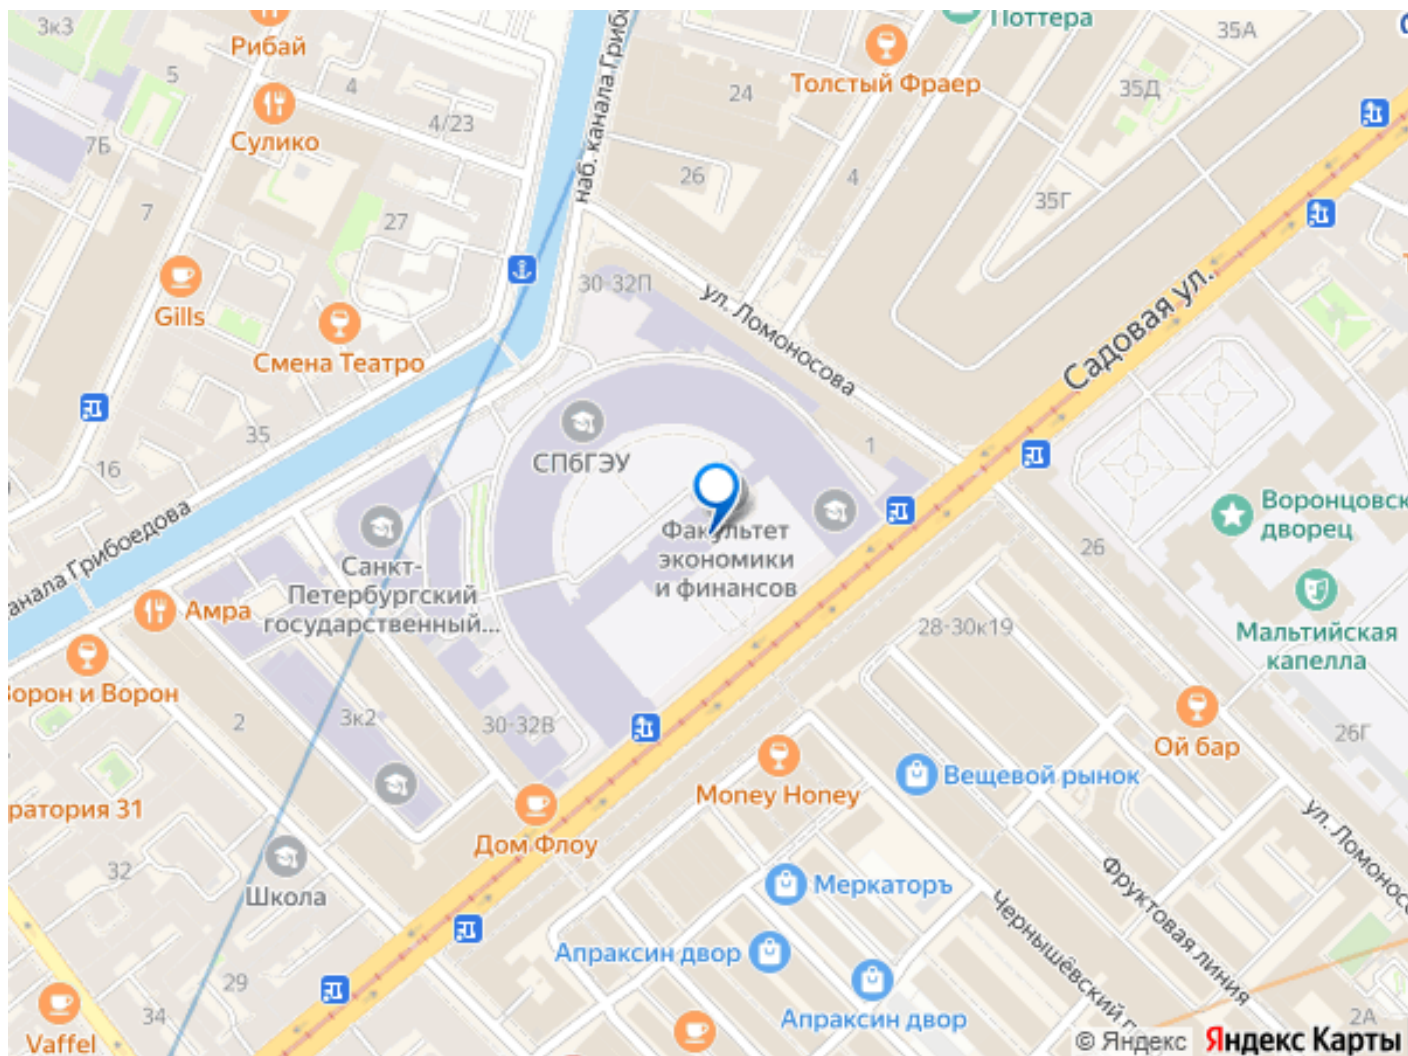 3к3
Рибай
Поттера
35А
Толстый Фраер
5
4
24
35Д
4/23
Сулико
7Б
наб. канала Грибо
26
4
35Г
7
27
30-32П
ул. Ломоносова
Садовая ул.
Gills
Смена Театро
35
1
СПбГЭУ
16
Воронцовск
дворец
Факультет
экономики
и финансов
26
канала Грибоедова
Санкт-
Петербургский
государственный...
Амра
28-30к19
Мальтийская
капелла
Ворон и Ворон
3к2
2
30-32В
26Г
Ой бар
Вещевой рынок
Money Honey
ратория 31
Дом Флоу
ул. Ломоносо
32
Школа
Меркаторъ
Фруктовая линия
Чернышёвский п
Апраксин двор
29
34
Апраксин двор
2А
Vaffel
© Яндекс Яндекс Карты